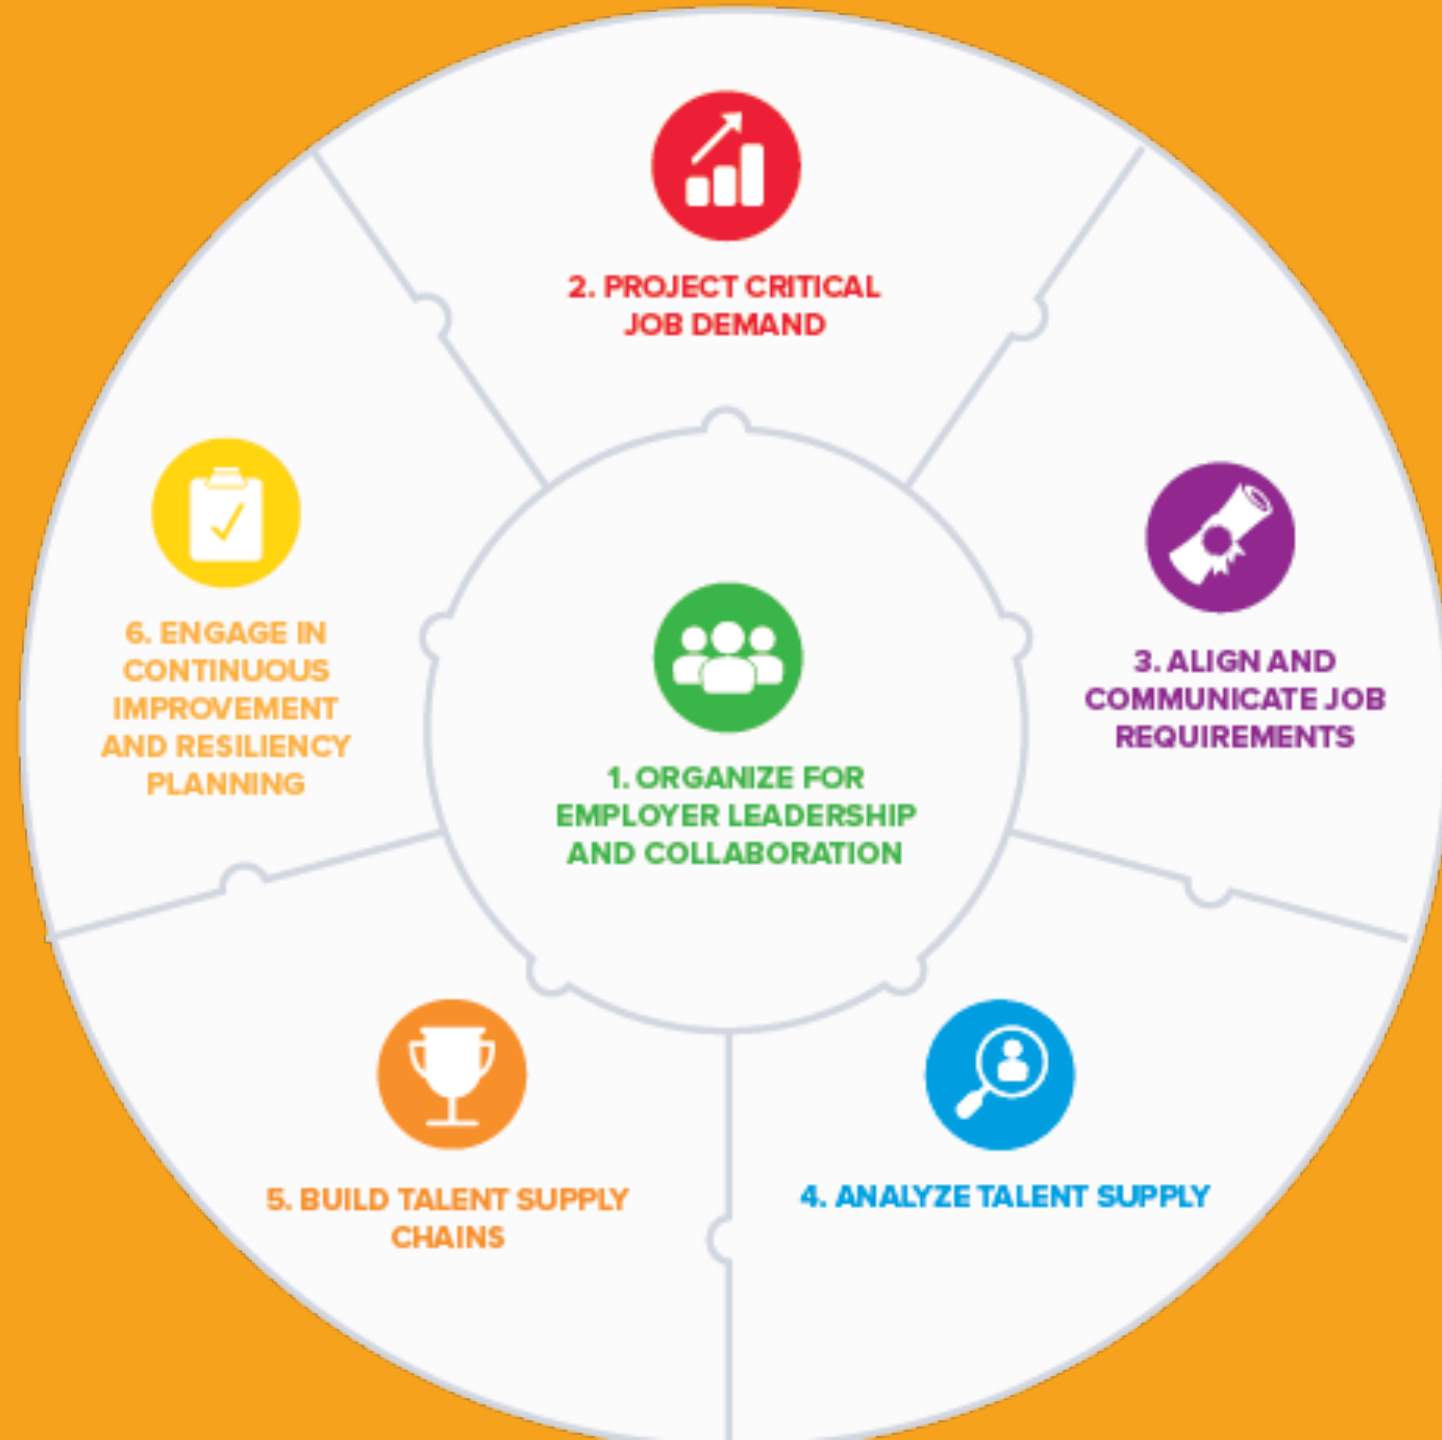 2. PROJECT CRITICAL
JOB DEMAND
3. ALIGN AND
COMMUNICATE JOB
REQUIREMENTS
4. ANALYZE TALENT SUPPLY
5. BUILD TALENT SUPPLY
CHAINS
6. ENGAGE IN
CONTINUOUS
IMPROVEMENT
AND RESILIENCY
PLANNING
1. ORGANIZE FOR
EMPLOYER LEADERSHIP
AND COLLABORATION